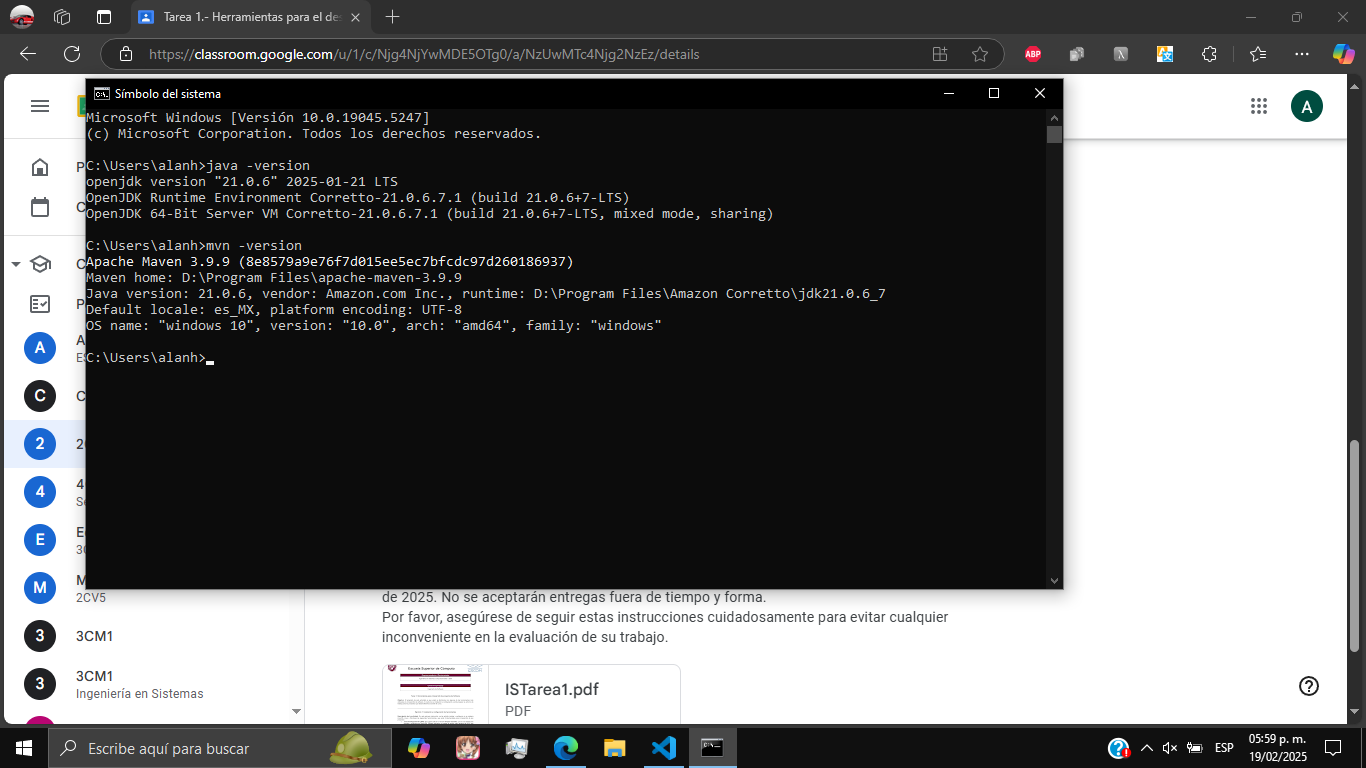 Tarea 1.- Herramientas para el des
https://classroom.google.com/u/1/c/Njg4NjYwMDE5OTg0/a/NzUwMTc4Njg2NzEz/details
ABP
Símbolo del sistema
Microsoft Windows [Versión 10.0.19045.5247]
(c) Microsoft Corporation. Todos los derechos reservados.
C:\Users\alanh>java -version
openjdk version "21.0.6" 2025-01-21 LTS
OpenJDK Runtime Environment Corretto-21.0.6.7.1 (build 21.0.6+7-LTS)
OpenJDK 64-Bit Server VM Corretto-21.0.6.7.1 (build 21.0.6+7-LTS, mixed mode, sharing)
C:\Users\alanh>mvn -version
Apache Maven 3.9.9 (8e8579a9e76f7d015ee5ec7bfcdc97d260186937)
Maven home: D:\Program Files\apache-maven-3.9.9
Java version: 21.0.6, vendor: Amazon.com Inc., runtime: D:\Program Files\Amazon Corretto\jdk21.0.6_7
Default locale: es_MX, platform encoding: UTF-8
OS name: "windows 10", version: "10.0", arch: "amd64", family: "windows"
C:\Users\alanh>
A
A
C
2
4
E
M
2CV5
3
3CM1
3
3CM1
Ingeniería en Sistemas
de 2025. No se aceptarán entregas fuera de tiempo y forma.
Por favor, asegúrese de seguir estas instrucciones cuidadosamente para evitar cualquier
inconveniente en la evaluación de su trabajo.
Escuela Superior de Cómputo
ISTarea1.pdf
PDF
Escribe aquí para buscar
ESP
05:59 p. m.
19/02/2025